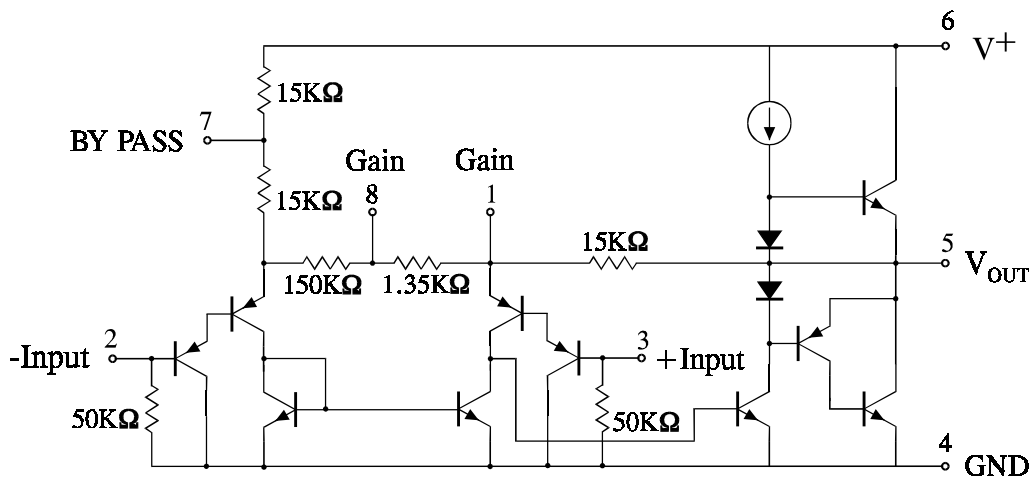 6
V+
15KΩ
7
BY PASS
Gain
Gain
8
1
15KΩ
15KΩ
5
VOUT
150KΩ
1.35KΩ
2
-Input
3
+Input
50KΩ
50KΩ
4
GND